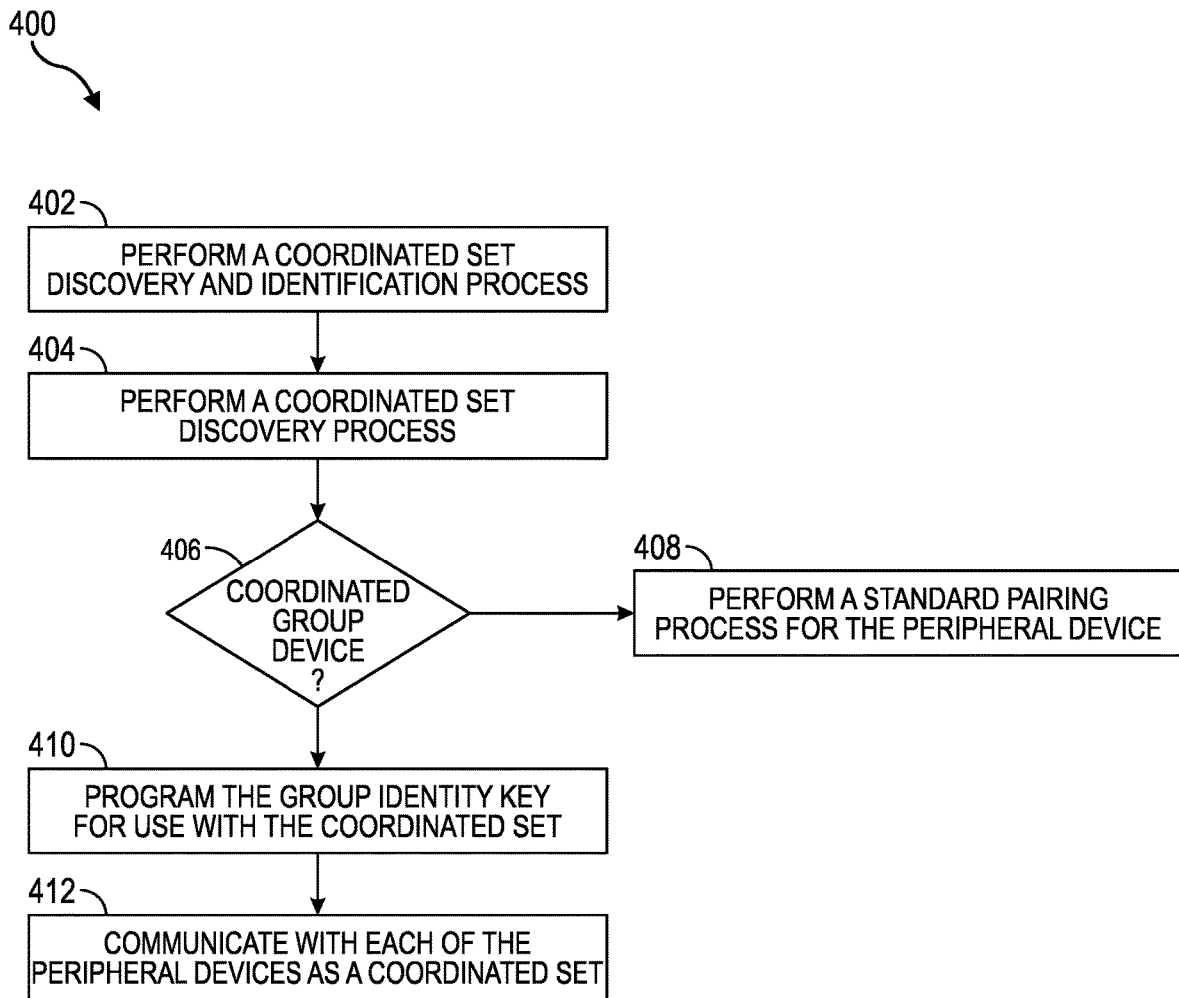 400
402
PERFORM A COORDINATED SET
DISCOVERY AND IDENTIFICATION PROCESS
404
PERFORM A COORDINATED SET
DISCOVERY PROCESS
406
COORDINATED
GROUP
DEVICE
?
408
PERFORM A STANDARD PAIRING
PROCESS FOR THE PERIPHERAL DEVICE
410
PROGRAM THE GROUP IDENTITY KEY
FOR USE WITH THE COORDINATED SET
412
COMMUNICATE WITH EACH OF THE
PERIPHERAL DEVICES AS A COORDINATED SET